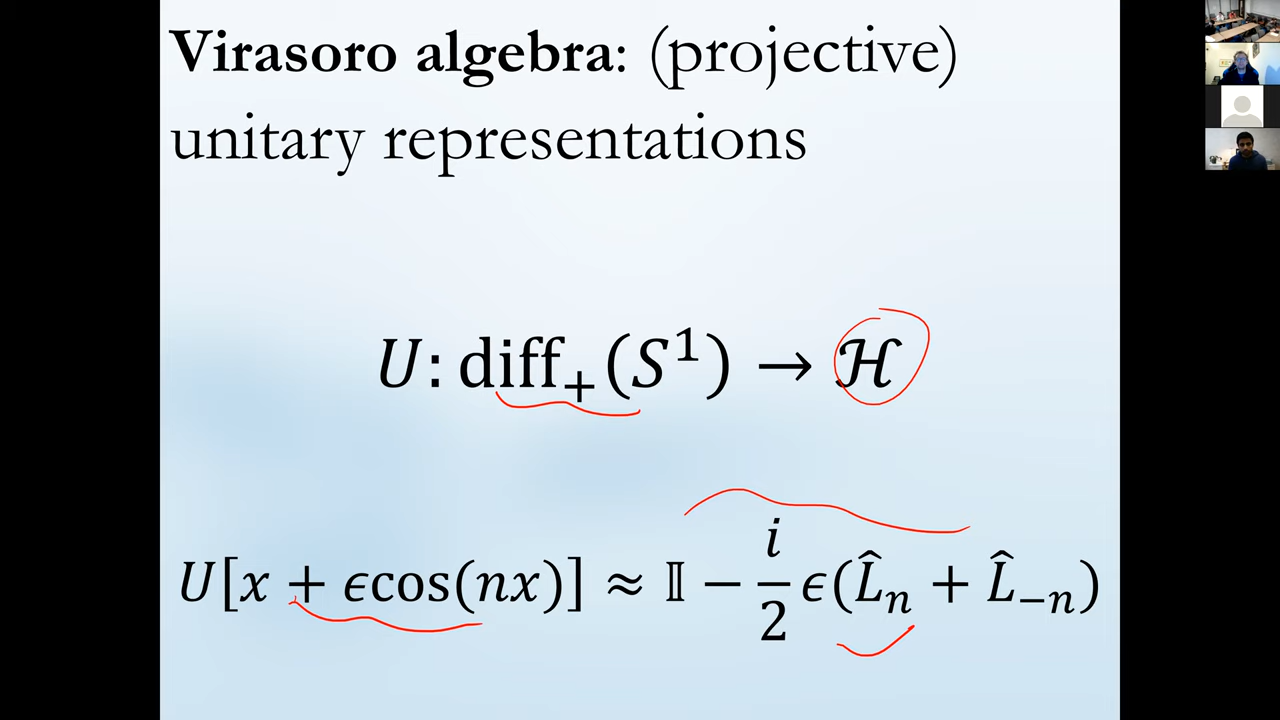 Virasoro algebra: (projective)
unitary representations
U: diff₊(S¹) → ℋ
U[x + ϵcos(nx)] ≈ 𝕀 − i/2 ϵ(L̂ₙ + L̂₋ₙ)